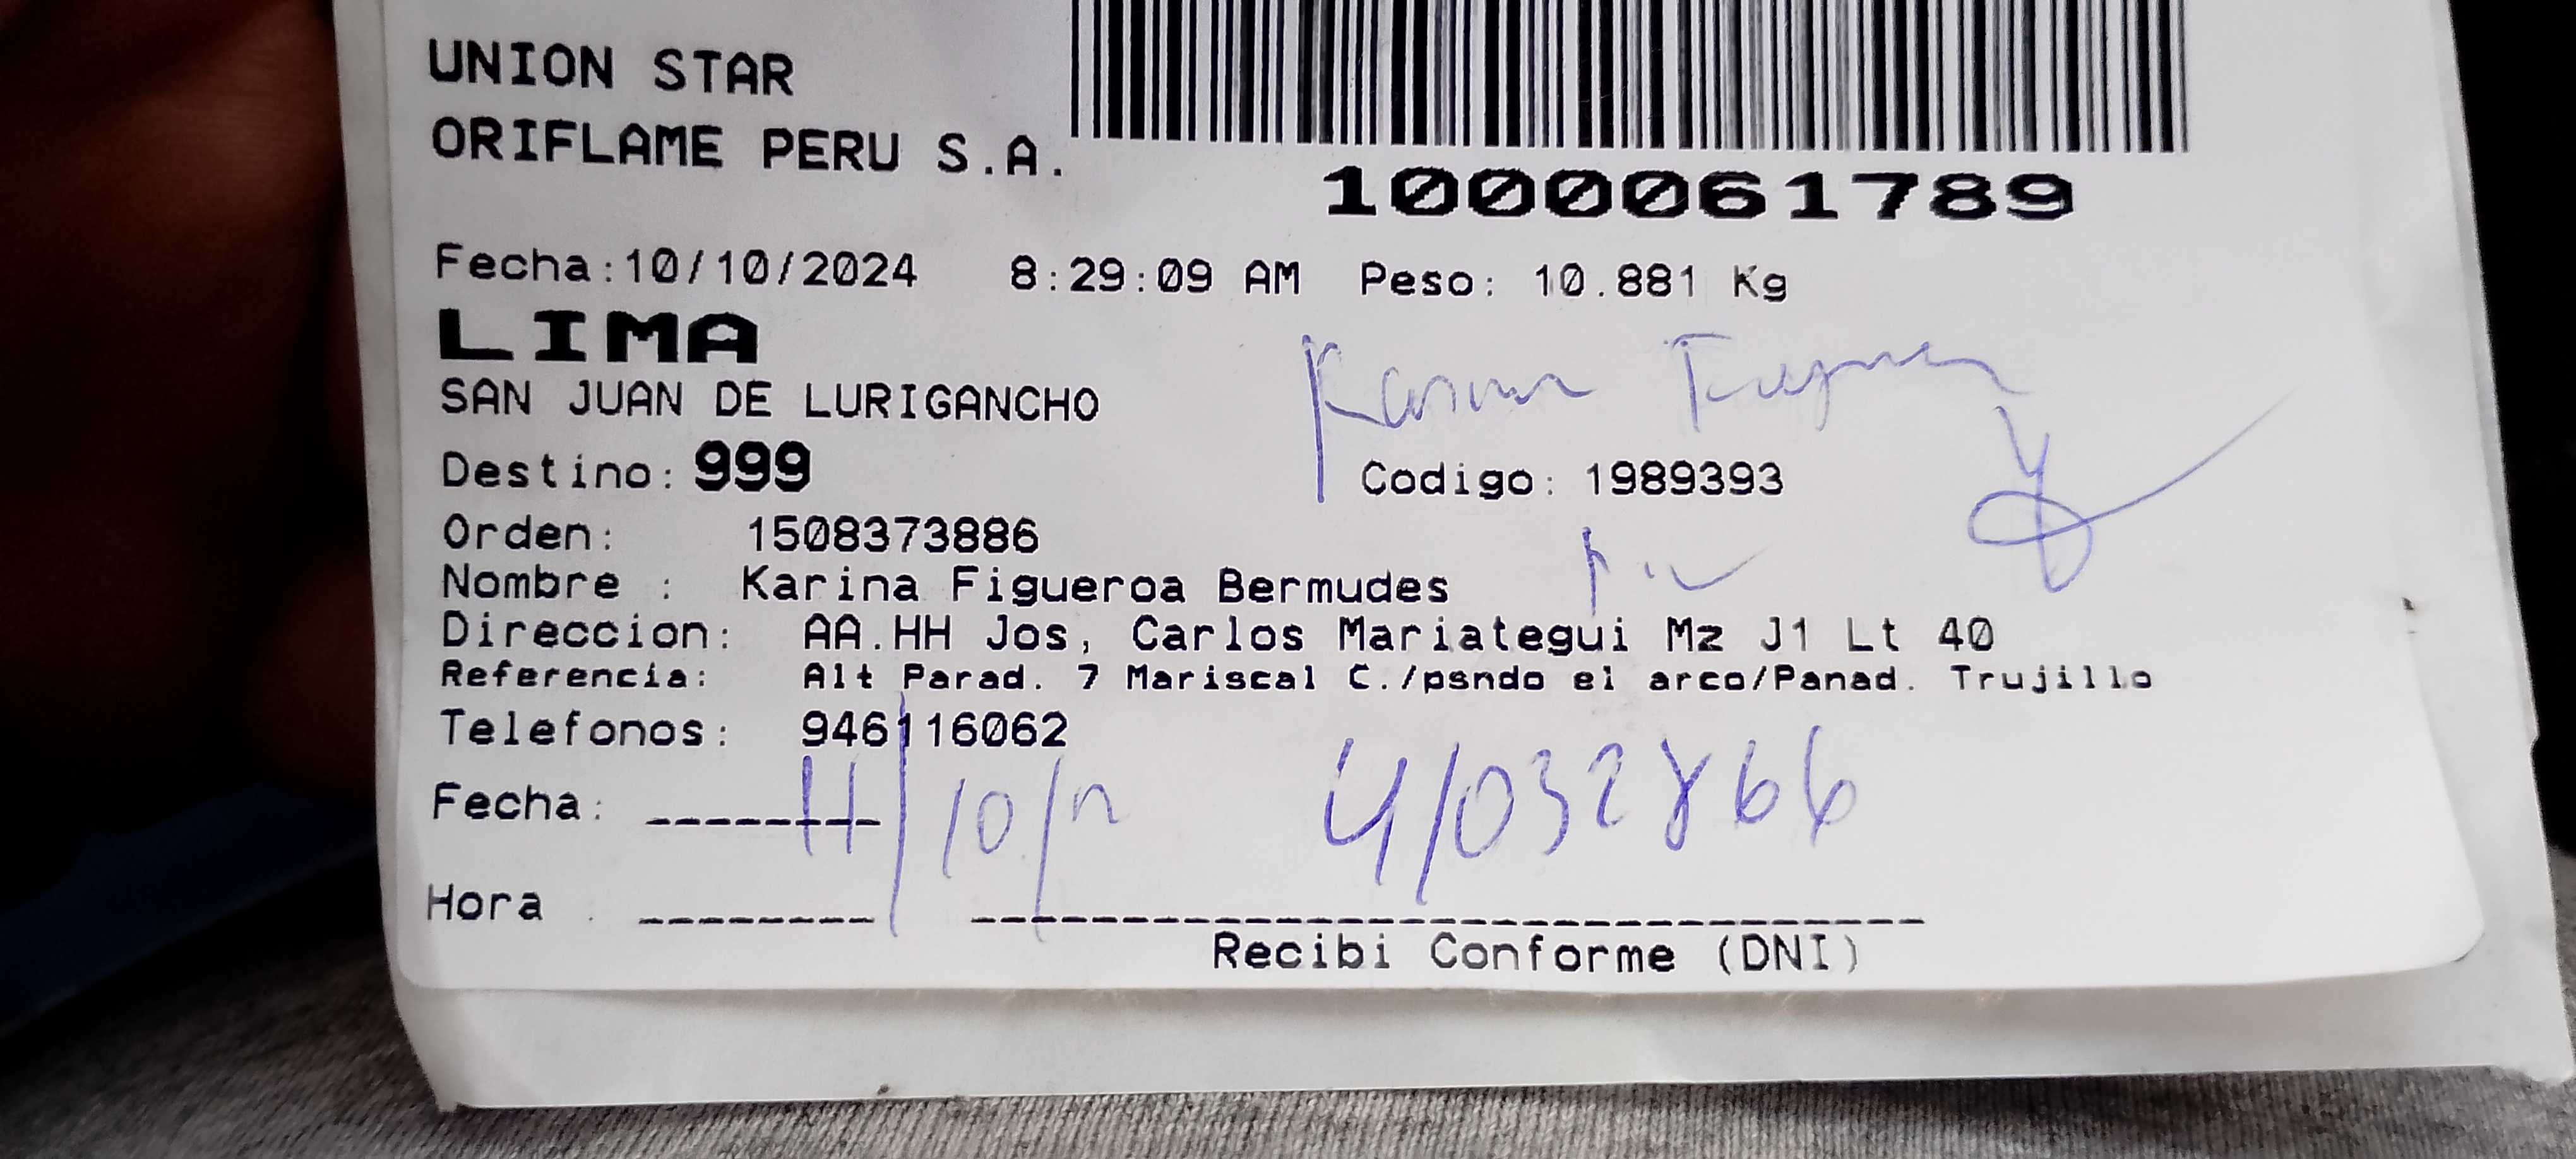 UNION STAR
ORIFLAME PERU S.A.
1000061789
Fecha:10/10/2024 8:29:09 AM Peso: 10.881 Kg
LIMA
SAN JUAN DE LURIGANCHO
Karina
Destino: 999 Codigo: 1989393
Orden: 1508373886
Nombre : Karina Figueroa Bermudes
Direccion: AA.HH Jos, Carlos Mariategui Mz J1 Lt 40
Referencia: Alt Parad. 7 Mariscal C./psndo el arco/Panad. Trujillo
Telefonos: 946116062
Fecha: 11/10/ 41032866
Hora :
Recibi Conforme (DNI)